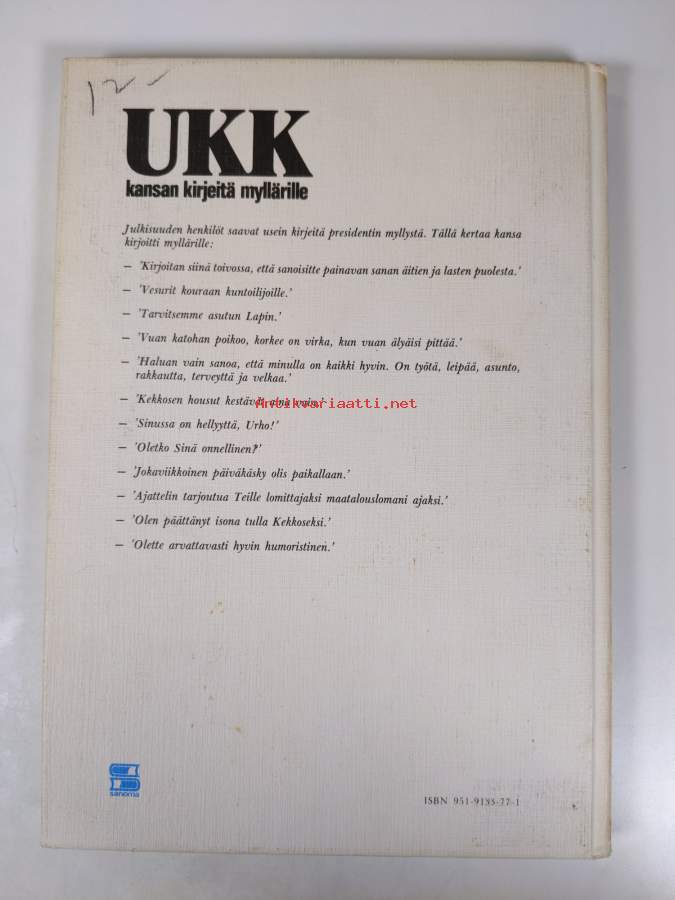 12-
UKK
kansan kirjeitä myllärille
Julkisuuden henkilöt saavat usein kirjeitä presidentin myllystä. Tällä kertaa kansa
kirjoitti myllärille:
— 'Kirjoitan siinä toivossa, että sanoisitte painavan sanan äitien ja lasten puolesta.'
— 'Vesurit kouraan kuntoilijoille.'
— 'Tarvitsemme asutun Lapin.'
— 'Vuan katohan poikoo, korkee on virka, kun vuan älyäisi pittää.'
— 'Haluan vain sanoa, että minulla on kaikki hyvin. On työtä, leipää, asunto,
rakkautta, terveyttä ja velkaa.'
— 'Kekkosen housut kestävät aina vain.'
Antikvariaatti.net
— 'Sinussa on hellyyttä, Urho!'
— 'Oletko Sinä onnellinen?'
— 'Jokaviikkoinen päiväkäsky olis paikallaan.'
— 'Ajattelin tarjoutua Teille lomittajaksi maatalouslomani ajaksi.'
— 'Olen päättänyt isona tulla Kekkoseksi.'
— 'Olette arvattavasti hyvin humoristinen.'
sanoma
ISBN 951-9135-77-1